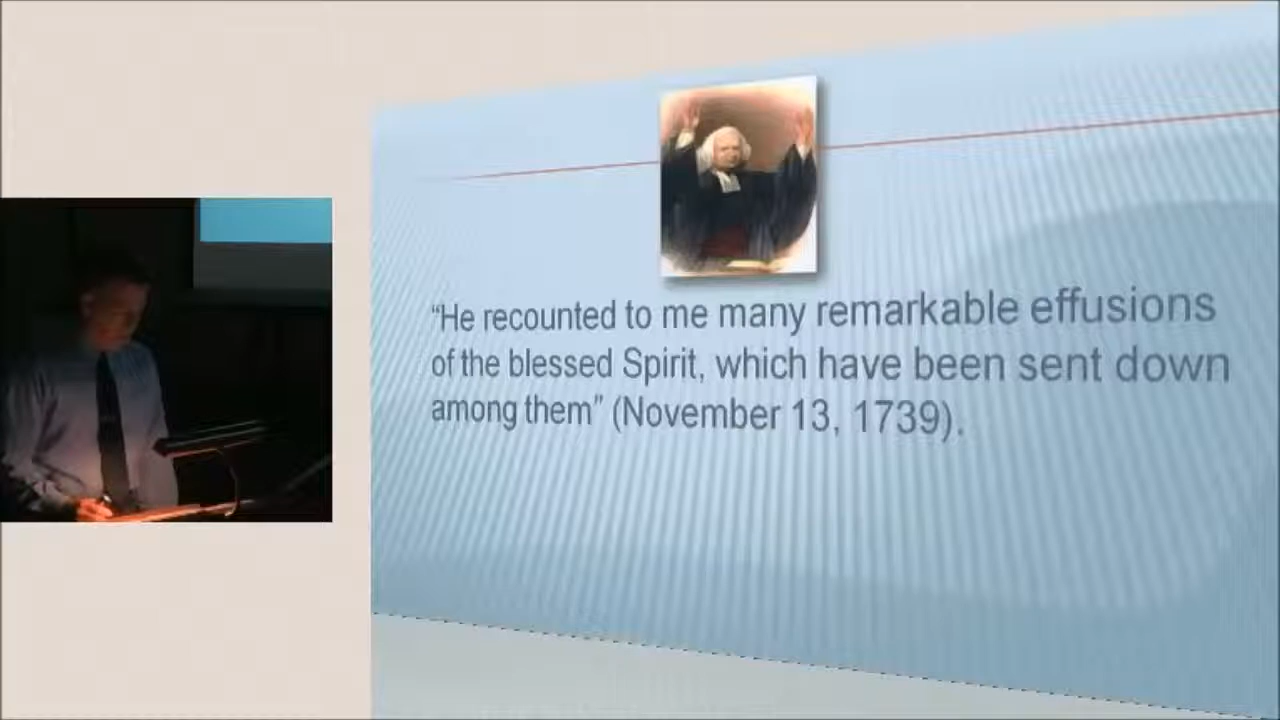 “He recounted to me many remarkable effusions
of the blessed Spirit, which have been sent down
among them” (November 13, 1739).